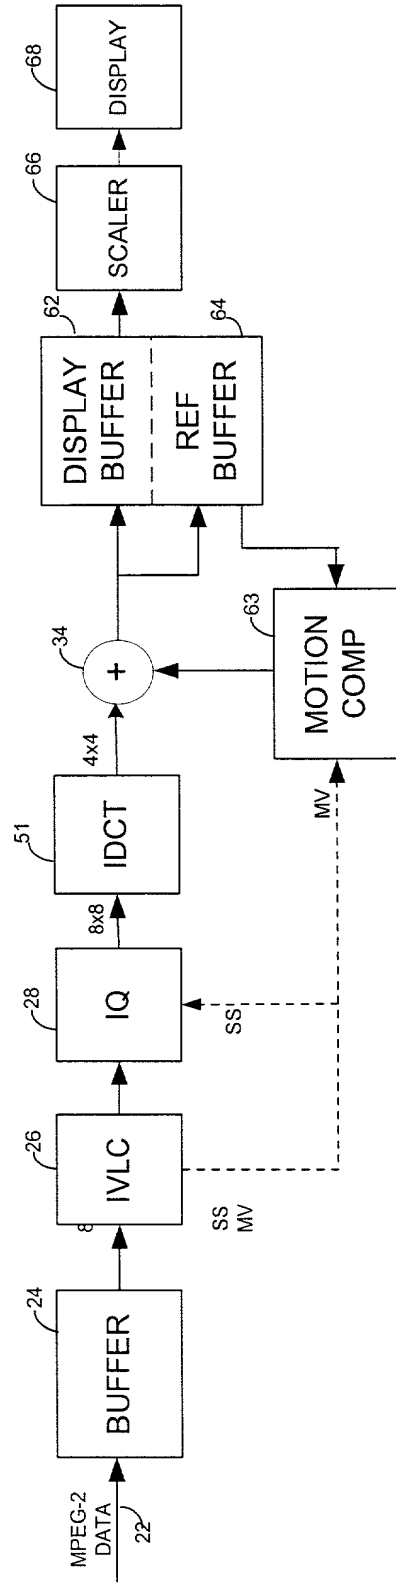 MPEG-2
DATA
22
BUFFER
24
8
IVLC
26
SS
MV
IQ
28
SS
8x8
IDCT
51
4x4
+
34
MV
MOTION
COMP
63
DISPLAY
BUFFER
62
REF
BUFFER
64
SCALER
66
DISPLAY
68